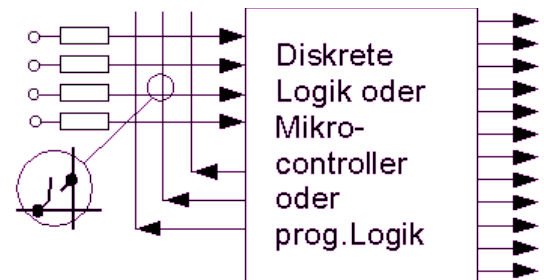 Diskrete
Logik oder
Mikro-
controller
oder
prog.Logik